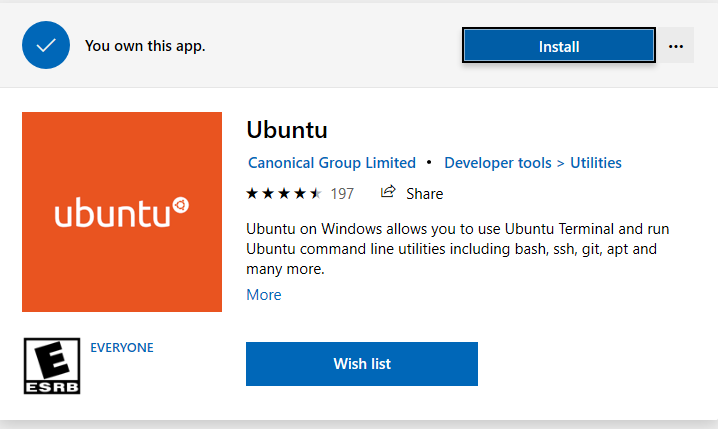 You own this app.
Install
ubuntu
Ubuntu
Canonical Group Limited • Developer tools > Utilities
197 Share
Ubuntu on Windows allows you to use Ubuntu Terminal and run
Ubuntu command line utilities including bash, ssh, git, apt and
many more.
More
E
ESRB
EVERYONE
Wish list